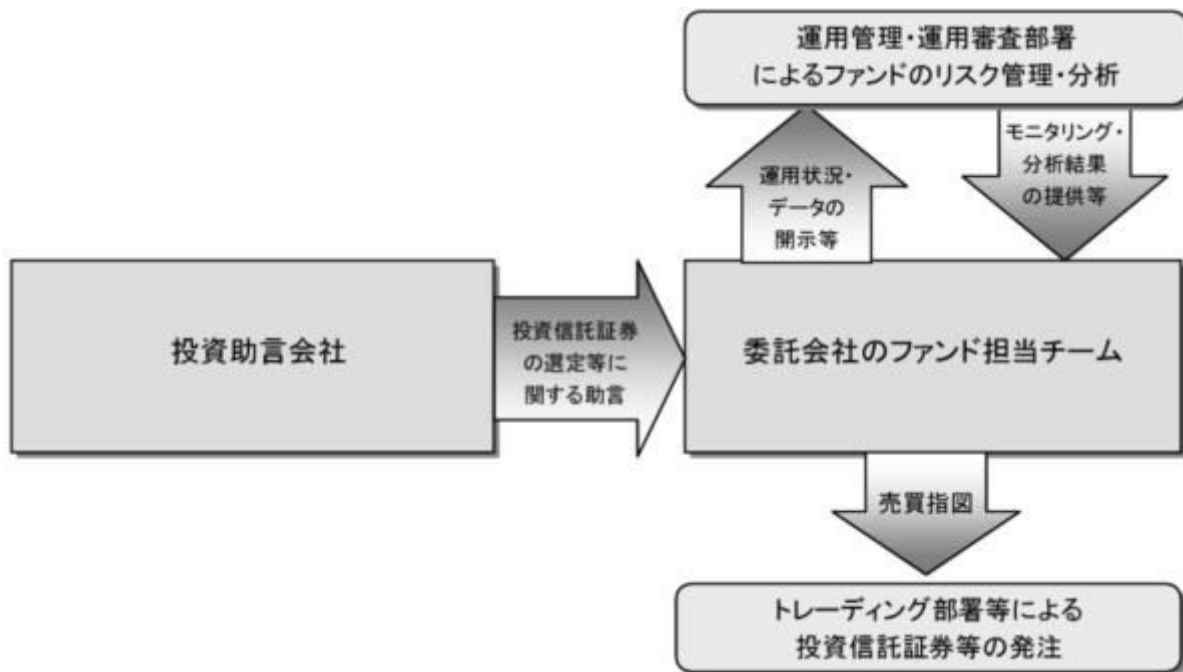 運用管理・運用審査部署
によるファンドのリスク管理・分析
運用状況・
データの
開示等
モニタリング・
分析結果
の提供等
投資助言会社
投資信託証券
の選定等に
関する助言
委託会社のファンド担当チーム
売買指図
トレーディング部署等による
投資信託証券等の発注